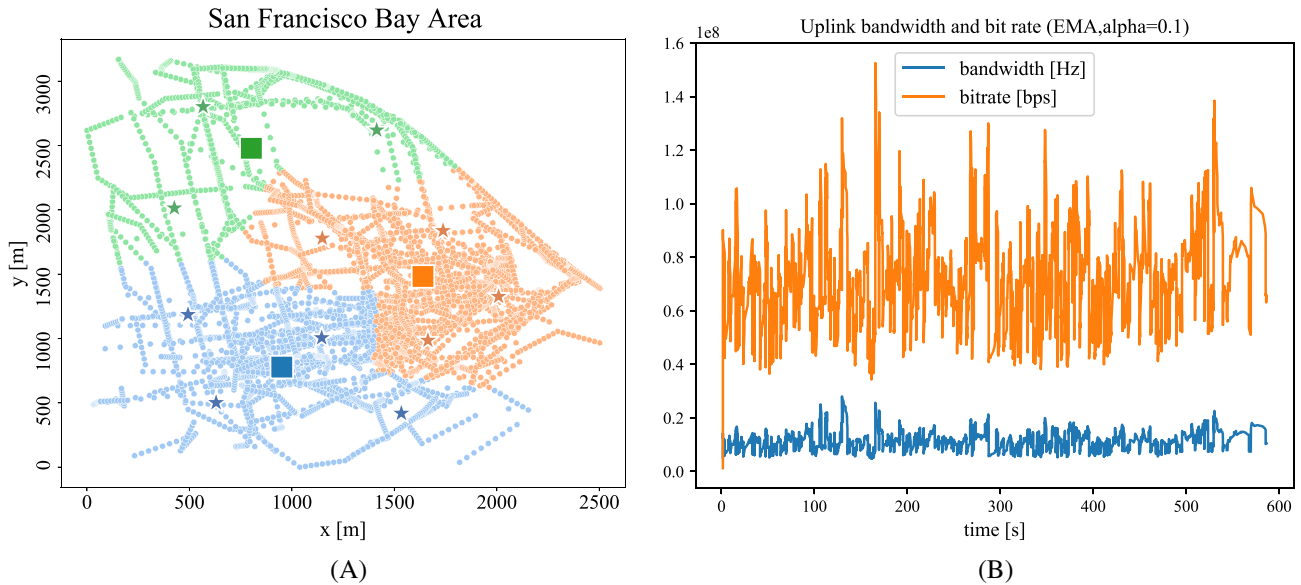 San Francisco Bay Area
3000
2500
2000
1500
1000
500
0
y [m]
0 500 1000 1500 2000 2500
x [m]
(A)
Uplink bandwidth and bit rate (EMA,alpha=0.1)
1e8
bandwidth [Hz]
bitrate [bps]
1.6
1.4
1.2
1.0
0.8
0.6
0.4
0.2
0.0
0 100 200 300 400 500 600
time [s]
(B)